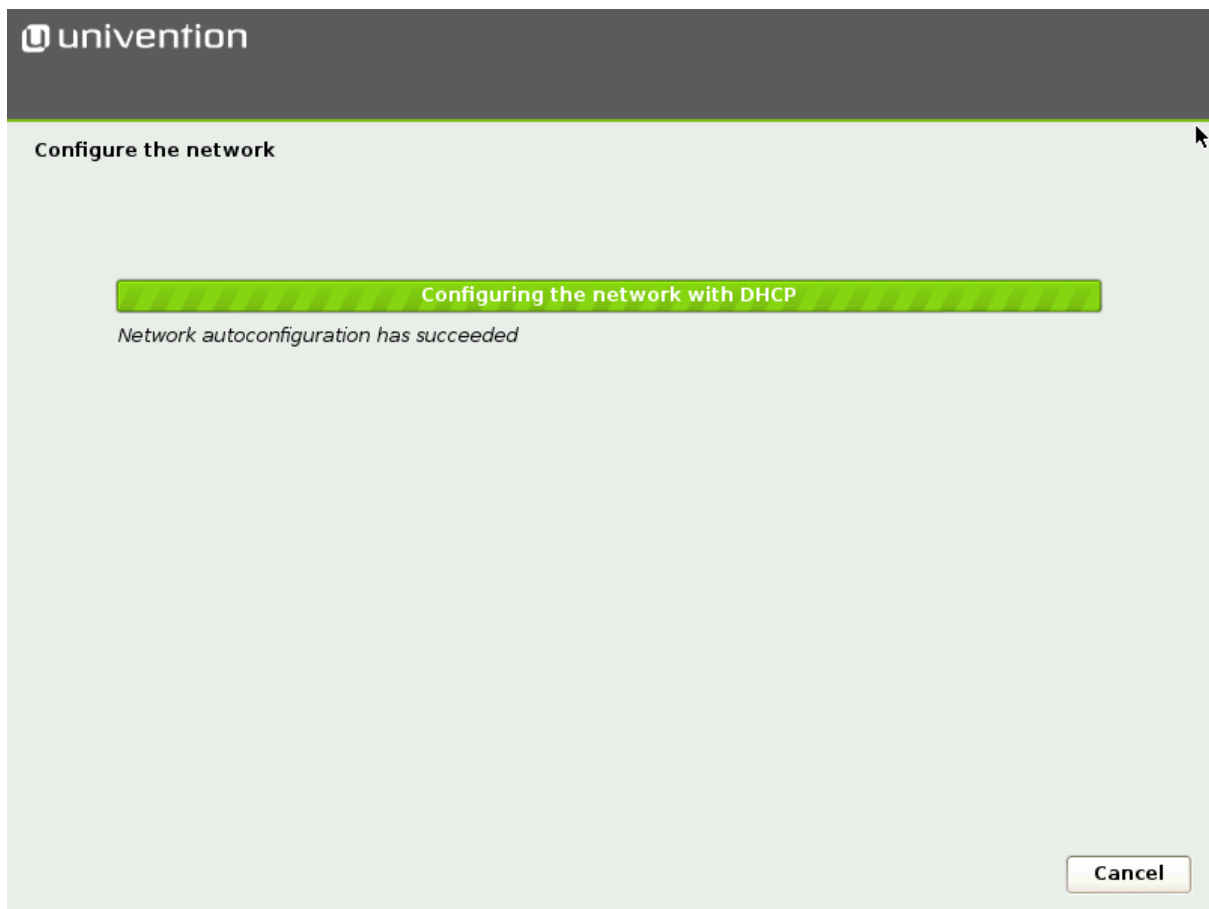 univention
Configure the network
Configuring the network with DHCP
Network autoconfiguration has succeeded
Cancel